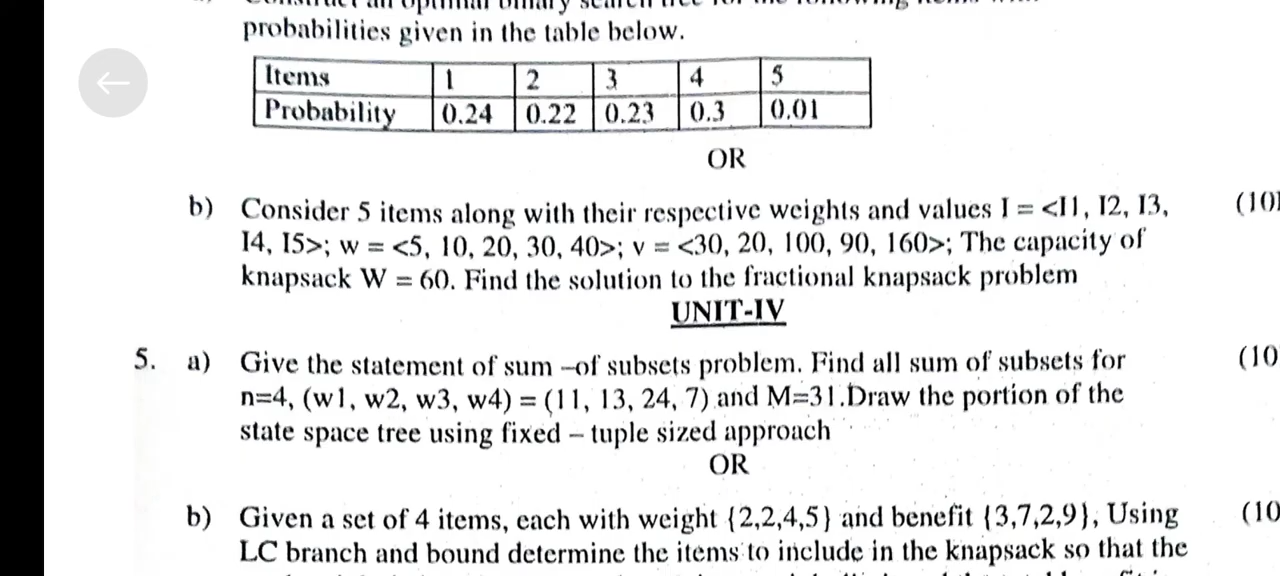 probabilities given in the table below.
Items 1 2 3 4 5
Probability 0.24 0.22 0.23 0.3 0.01
OR
b) Consider 5 items along with their respective weights and values I = <I1, I2, I3, (10)
I4, I5>; w = <5, 10, 20, 30, 40>; v = <30, 20, 100, 90, 160>; The capacity of
knapsack W = 60. Find the solution to the fractional knapsack problem
UNIT-IV
5. a) Give the statement of sum –of subsets problem. Find all sum of subsets for (10
n=4, (w1, w2, w3, w4) = (11, 13, 24, 7) and M=31.Draw the portion of the
state space tree using fixed – tuple sized approach
OR
b) Given a set of 4 items, each with weight {2,2,4,5} and benefit {3,7,2,9}, Using (10
LC branch and bound determine the items to include in the knapsack so that the